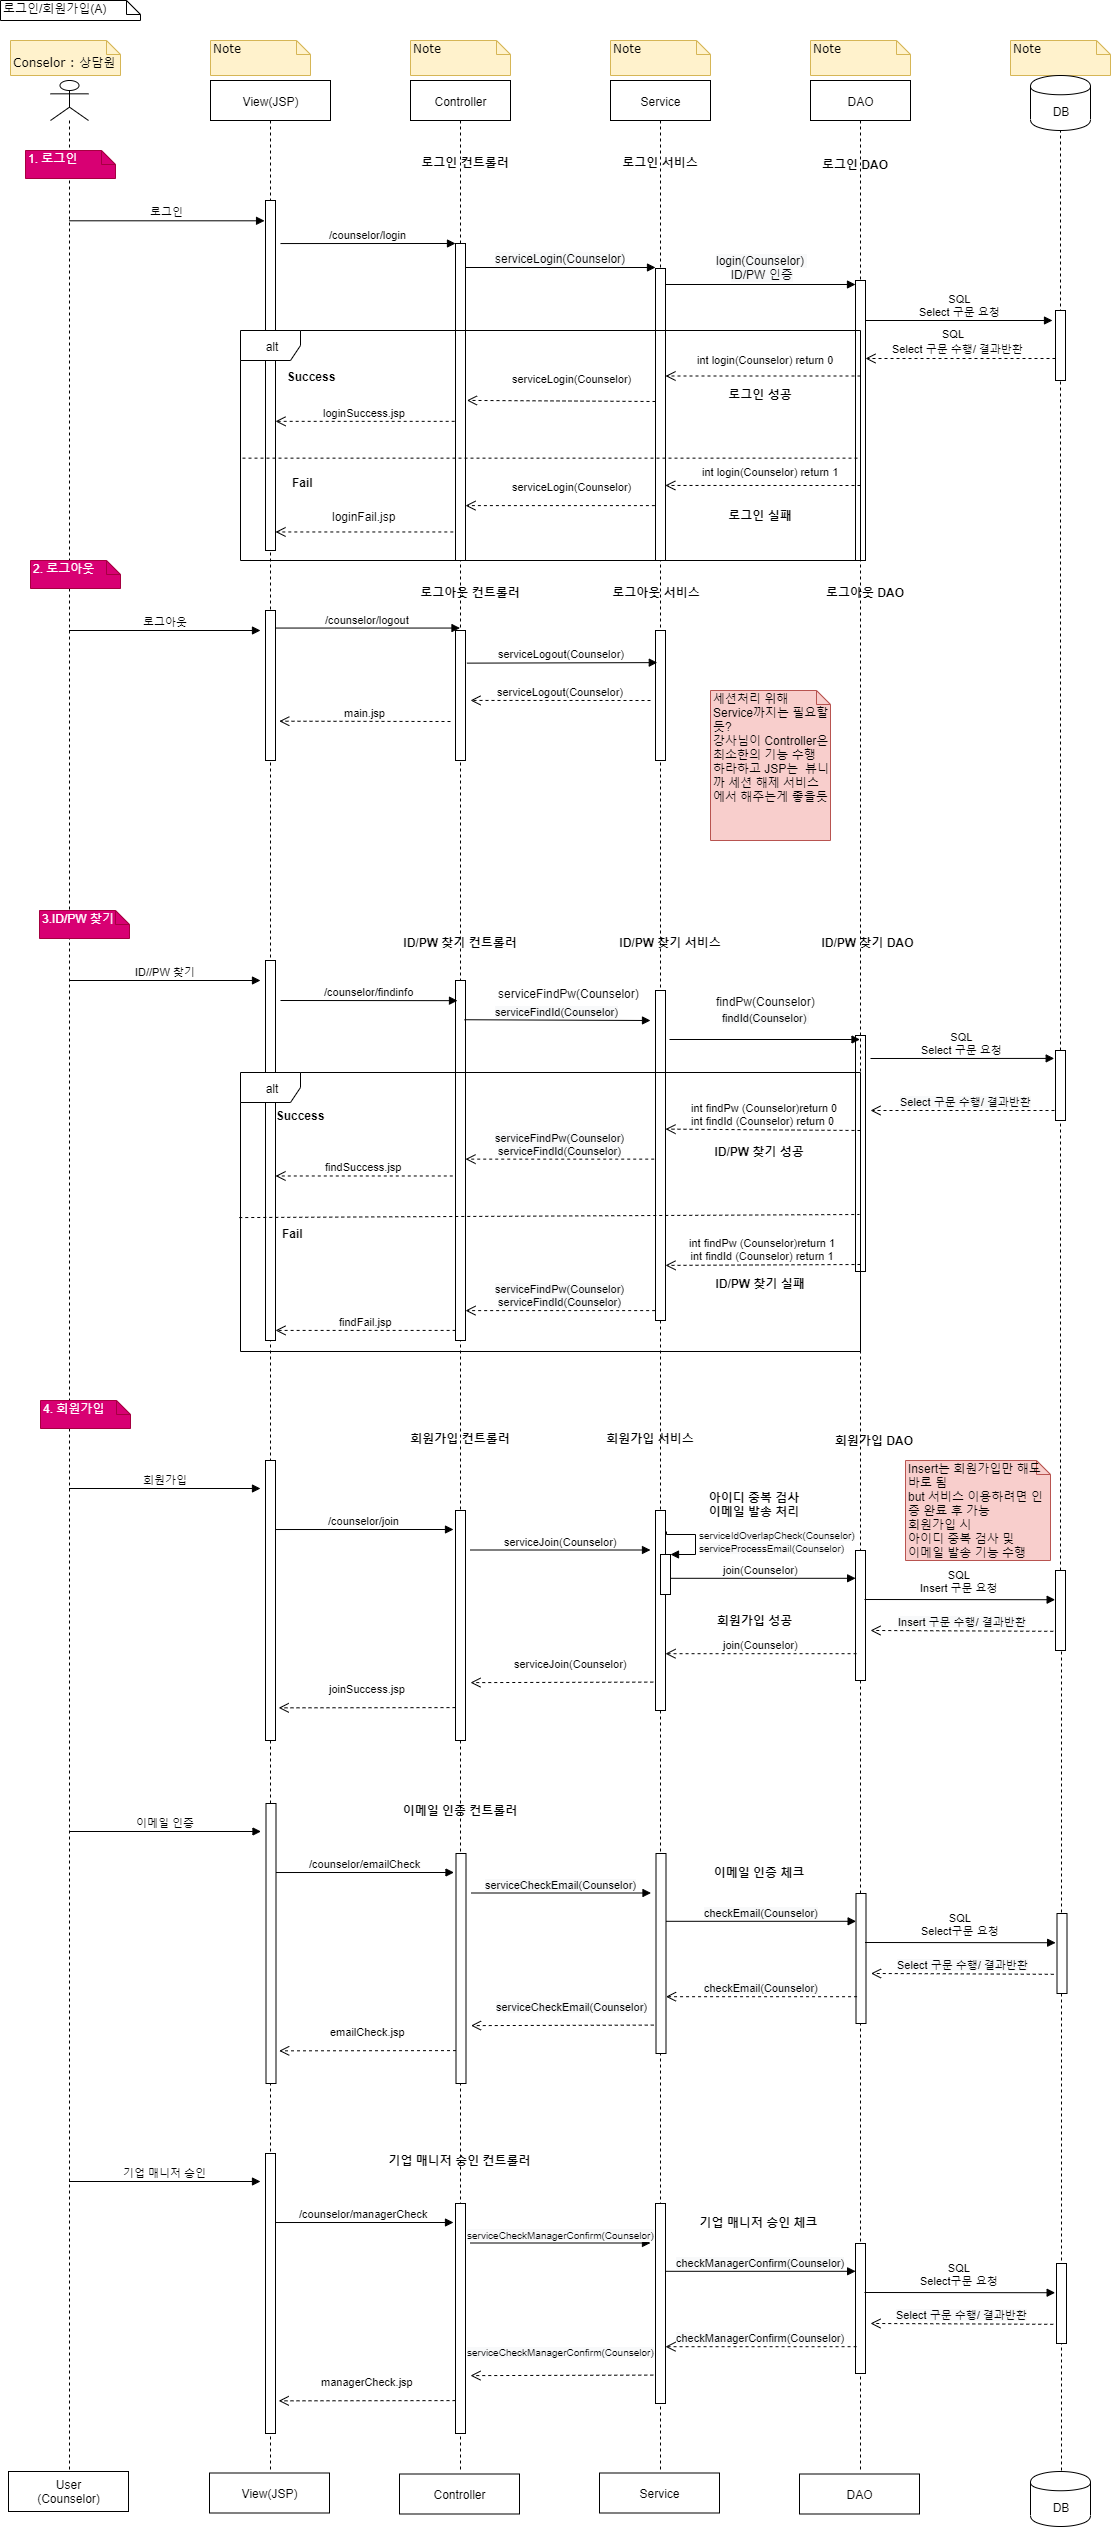 로그인/회원가입(A)
Conselor : 상담원
Note
Note
Note
Note
Note
View(JSP)
Controller
Service
DAO
DB
1. 로그인
로그인 컨트롤러
로그인 서비스
로그인 DAO
로그인
/counselor/login
serviceLogin(Counselor)
login(Counselor)
ID/PW 인증
SQL
Select 구문 요청
SQL
Select 구문 수행/ 결과반환
alt
Success
int login(Counselor) return 0
serviceLogin(Counselor)
로그인 성공
loginSuccess.jsp
Fail
int login(Counselor) return 1
serviceLogin(Counselor)
로그인 실패
loginFail.jsp
2. 로그아웃
로그아웃 컨트롤러
로그아웃 서비스
로그아웃 DAO
로그아웃
/counselor/logout
serviceLogout(Counselor)
serviceLogout(Counselor)
main.jsp
세션처리 위해
Service까지는 필요할
듯?
강사님이 Controller은
최소한의 기능 수행
하라하고 JSP는 뷰니
까 세션 해제 서비스
에서 해주는게 좋을듯
3.ID/PW 찾기
ID/PW 찾기 컨트롤러
ID/PW 찾기 서비스
ID/PW 찾기 DAO
ID//PW 찾기
/counselor/findinfo
serviceFindPw(Counselor)
serviceFindId(Counselor)
findPw(Counselor)
findId(Counselor)
SQL
Select 구문 요청
Select 구문 수행/ 결과반환
alt
Success
int findPw (Counselor)return 0
int findId (Counselor) return 0
serviceFindPw(Counselor)
serviceFindId(Counselor)
ID/PW 찾기 성공
findSuccess.jsp
Fail
int findPw (Counselor)return 1
int findId (Counselor) return 1
ID/PW 찾기 실패
serviceFindPw(Counselor)
serviceFindId(Counselor)
findFail.jsp
4. 회원가입
회원가입 컨트롤러
회원가입 서비스
회원가입 DAO
회원가입
Insert는 회원가입만 해도
바로 됨
but 서비스 이용하려면 인
증 완료 후 가능
회원가입 시
아이디 중복 검사 및
이메일 발송 기능 수행
아이디 중복 검사
이메일 발송 처리
/counselor/join
serviceJoin(Counselor)
serviceIdOverlapCheck(Counselor)
serviceProcessEmail(Counselor)
join(Counselor)
SQL
Insert 구문 요청
회원가입 성공
Insert 구문 수행/ 결과반환
join(Counselor)
serviceJoin(Counselor)
joinSuccess.jsp
이메일 인증 컨트롤러
이메일 인증
/counselor/emailCheck
이메일 인증 체크
serviceCheckEmail(Counselor)
checkEmail(Counselor)
SQL
Select구문 요청
Select 구문 수행/ 결과반환
checkEmail(Counselor)
serviceCheckEmail(Counselor)
emailCheck.jsp
기업 매니저 승인 컨트롤러
기업 매니저 승인
/counselor/managerCheck
기업 매니저 승인 체크
serviceCheckManagerConfirm(Counselor)
checkManagerConfirm(Counselor)
SQL
Select구문 요청
Select 구문 수행/ 결과반환
checkManagerConfirm(Counselor)
serviceCheckManagerConfirm(Counselor)
managerCheck.jsp
User
(Counselor)
View(JSP)
Controller
Service
DAO
DB